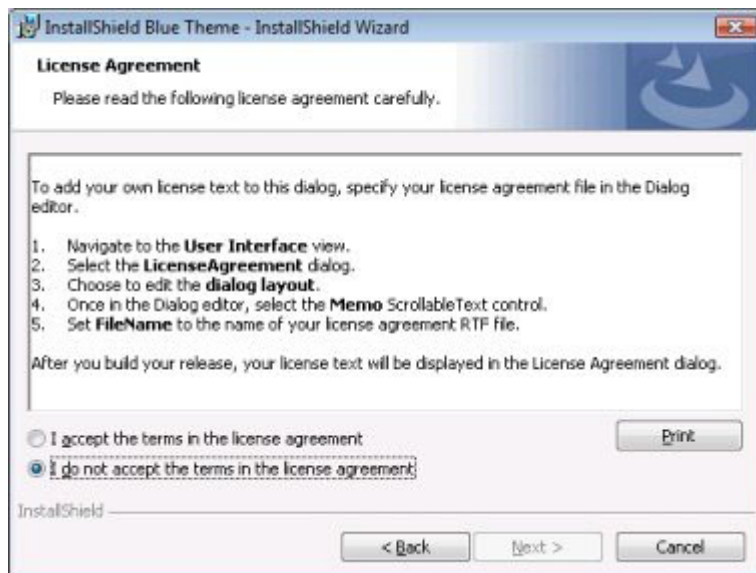 InstallShield Blue Theme - InstallShield Wizard
License Agreement
Please read the following license agreement carefully.
To add your own license text to this dialog, specify your license agreement file in the Dialog
editor.
1. Navigate to the User Interface view.
2. Select the LicenseAgreement dialog.
3. Choose to edit the dialog layout.
4. Once in the Dialog editor, select the Memo ScrollableText control.
5. Set FileName to the name of your license agreement RTF file.
After you build your release, your license text will be displayed in the License Agreement dialog.
I accept the terms in the license agreement
Print
I do not accept the terms in the license agreement
InstallShield
< Back Next > Cancel